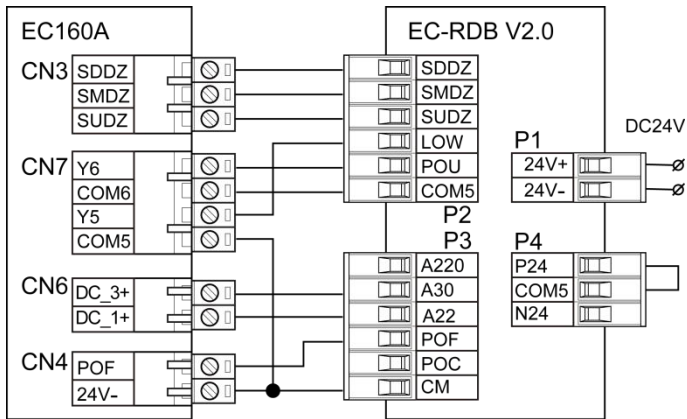 EC160A
CN3
SDDZ
SMDZ
SUDZ
CN7
Y6
COM6
Y5
COM5
CN6
DC_3+
DC_1+
CN4
POF
24V-
EC-RDB V2.0
SDDZ
SMDZ
SUDZ
LOW
POU
COM5
P2
P3
A220
A30
A22
POF
POC
CM
P1
DC24V
24V+
24V-
P4
P24
COM5
N24